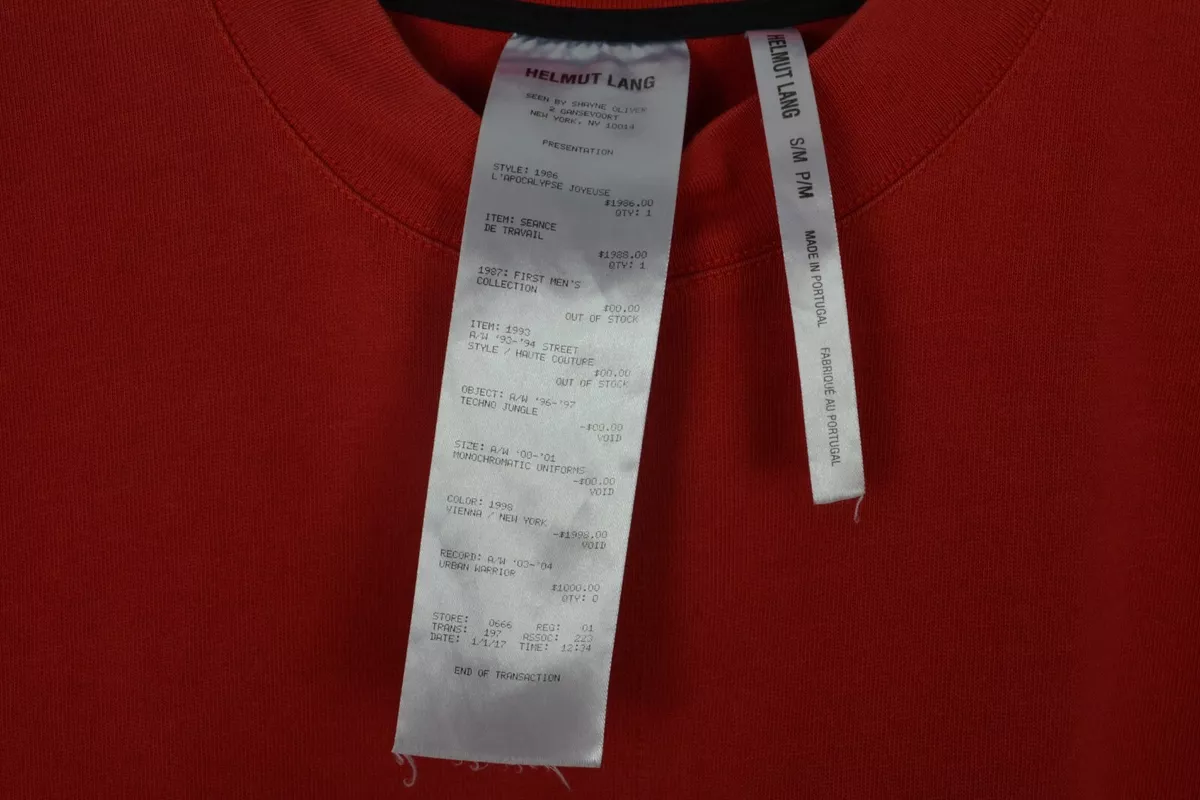 HELMUT LANG
SEEN BY SHAYNE OLIVER
2 GANSEVOORT
NEW YORK, NY 10014
PRESENTATION
STYLE: 1986
L'APOCALYPSE JOYEUSE
$1986.00
QTY: 1
ITEM: SEANCE
DE TRAVAIL
$1988.00
QTY: 1
1987: FIRST MEN'S
COLLECTION
$00.00
OUT OF STOCK
ITEM: 1993
A/W '93-'94 STREET
STYLE / HAUTE COUTURE
$00.00
OUT OF STOCK
OBJECT: A/W '96-'97
TECHNO JUNGLE
-$00.00
VOID
SIZE: A/W '00-'01
MONOCHROMATIC UNIFORMS
-$00.00
VOID
COLOR: 1998
VIENNA / NEW YORK
-$1998.00
VOID
RECORD: A/W '03-'04
URBAN WARRIOR
$1000.00
QTY: 0
STORE: 0666 REG: 01
TRANS: 197 ASSOC: 223
DATE: 1/1/17 TIME: 12:34
END OF TRANSACTION
HELMUT LANG S/M P/M MADE IN PORTUGAL FABRIQUÉ AU PORTUGAL